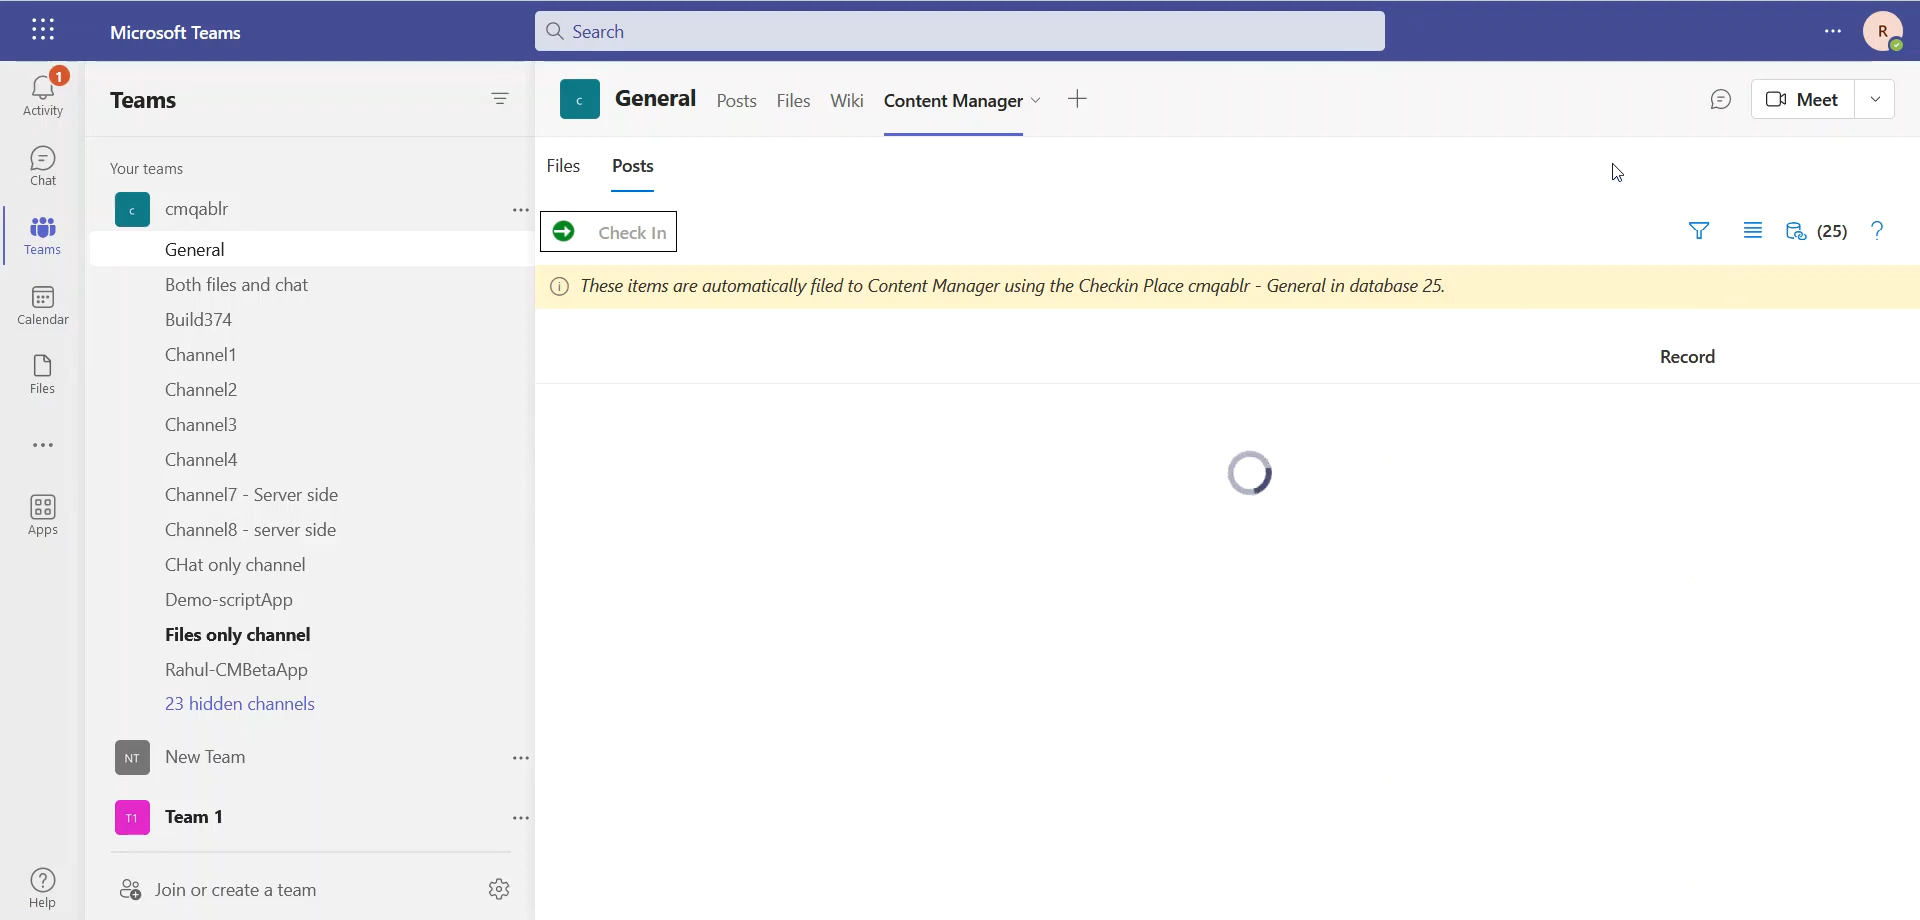 Microsoft Teams
Search
R
1
Activity
Chat
Teams
Calendar
Files
Apps
Help
Teams
Your teams
c
cmqablr
General
Both files and chat
Build374
Channel1
Channel2
Channel3
Channel4
Channel7 - Server side
Channel8 - server side
CHat only channel
Demo-scriptApp
Files only channel
Rahul-CMBetaApp
23 hidden channels
NT
New Team
T1
Team 1
Join or create a team
c
General Posts Files Wiki Content Manager
Meet
Files Posts
Check In
(25)
These items are automatically filed to Content Manager using the Checkin Place cmqablr - General in database 25.
Record